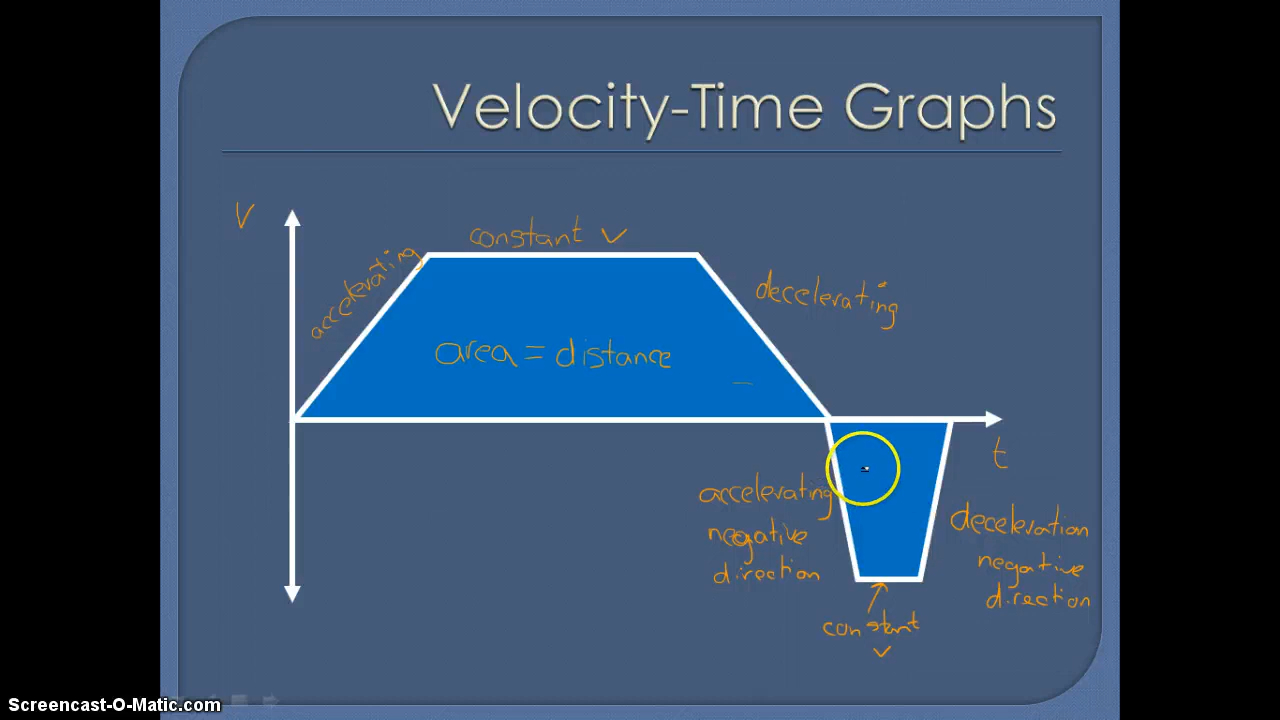 Velocity-Time Graphs
V
constant v
accelerating
decelerating
area = distance
t
accelerating
negative
direction
deceleration
negative
direction
constant
v
Screencast-O-Matic.com